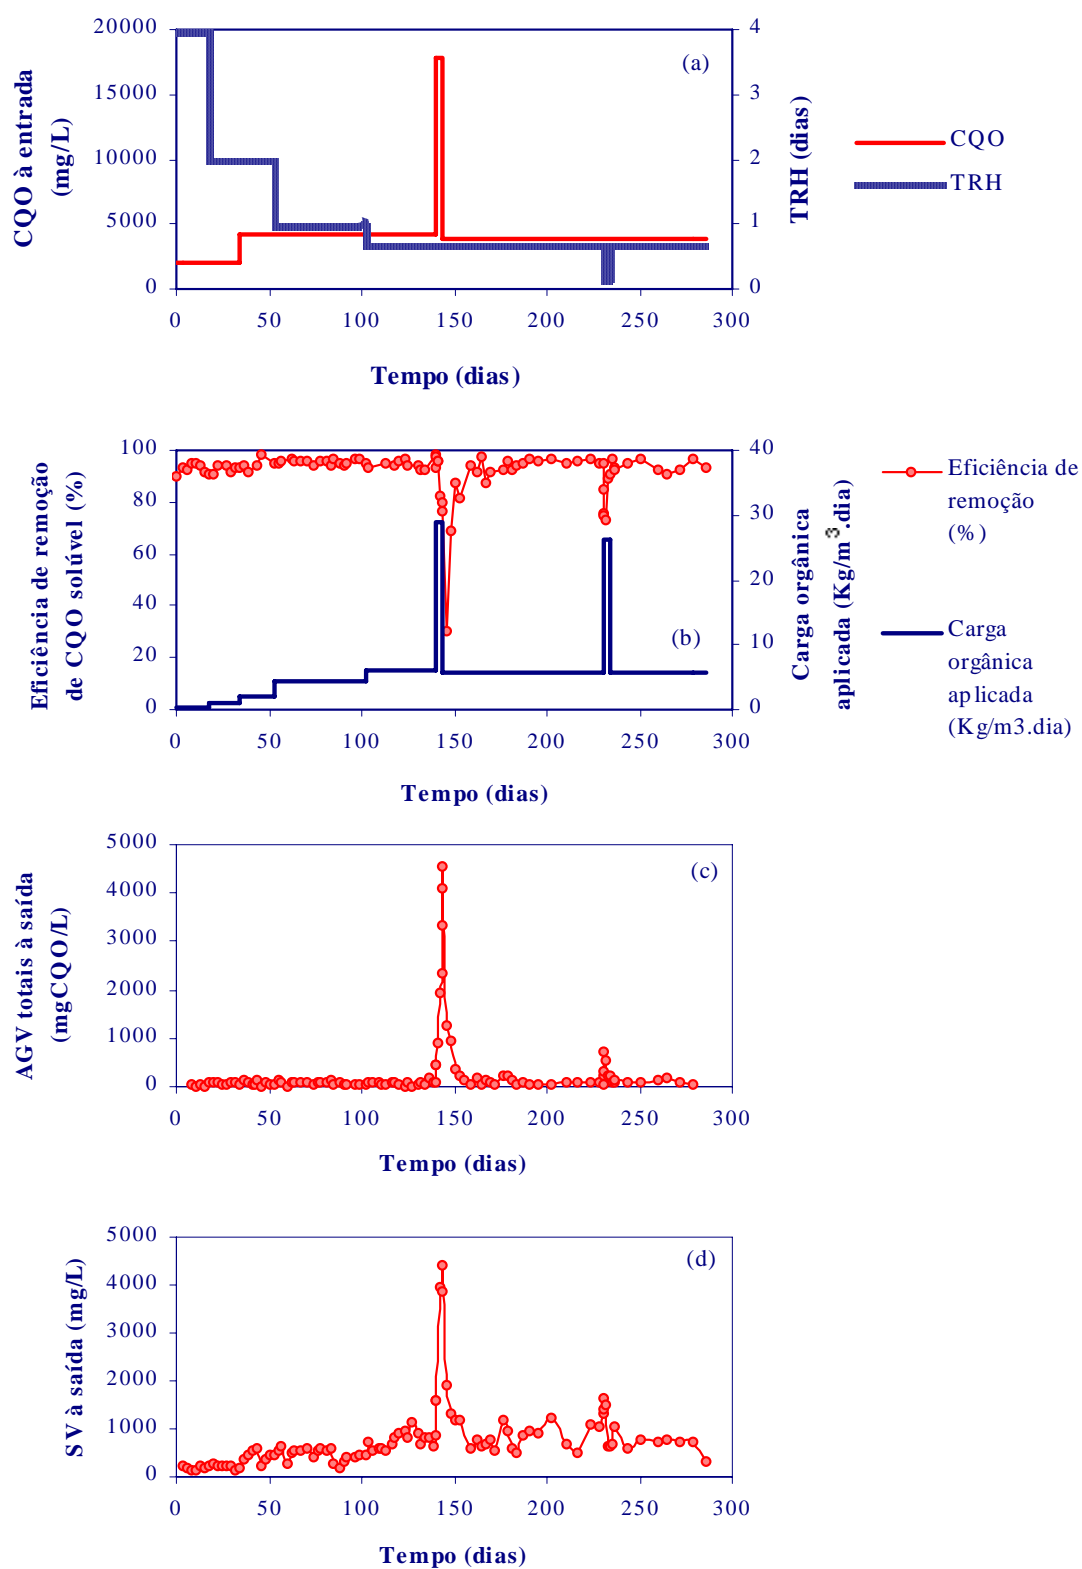 20000
15000
10000
5000
0
4
3
2
1
0
0 50 100 150 200 250 300
CQO à entrada
(mg/L)
TRH (dias)
(a)
Tempo (dias)
CQO
TRH
100
80
60
40
20
0
40
30
20
10
0
0 50 100 150 200 250 300
Eficiência de remoção
de CQO solúvel (%)
Carga orgânica
aplicada (Kg/m³.dia)
(b)
Tempo (dias)
Eficiência de
remoção
(%)
Carga
orgânica
aplicada
(Kg/m3.dia)
5000
4000
3000
2000
1000
0
0 50 100 150 200 250 300
AGV totais à saída
(mgCQO/L)
(c)
Tempo (dias)
5000
4000
3000
2000
1000
0
0 50 100 150 200 250 300
SV à saída (mg/L)
(d)
Tempo (dias)